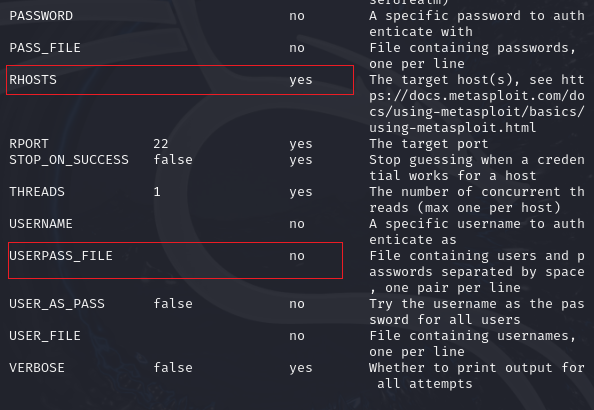 serDrealm)
PASSWORD no A specific password to auth
enticate with
PASS_FILE no File containing passwords,
one per line
RHOSTS yes The target host(s), see htt
ps://docs.metasploit.com/do
cs/using-metasploit/basics/
using-metasploit.html
RPORT 22 yes The target port
STOP_ON_SUCCESS false yes Stop guessing when a creden
tial works for a host
THREADS 1 yes The number of concurrent th
reads (max one per host)
USERNAME no A specific username to auth
enticate as
USERPASS_FILE no File containing users and p
asswords separated by space
, one pair per line
USER_AS_PASS false no Try the username as the pas
sword for all users
USER_FILE no File containing usernames,
one per line
VERBOSE false yes Whether to print output for
all attempts